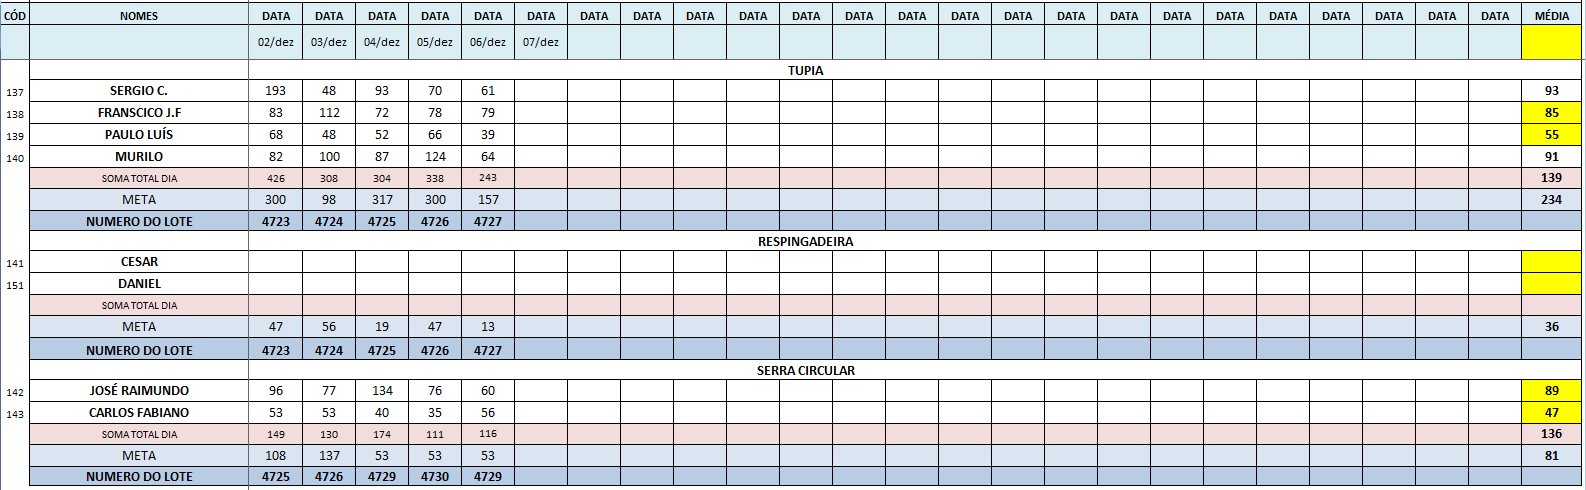 CÓD NOMES DATA DATA DATA DATA DATA DATA DATA DATA DATA DATA DATA DATA DATA DATA DATA DATA DATA DATA DATA DATA DATA DATA DATA DATA MÉDIA
02/dez 03/dez 04/dez 05/dez 06/dez 07/dez
TUPIA
137 SERGIO C. 193 48 93 70 61 93
138 FRANSCICO J.F 83 112 72 78 79 85
139 PAULO LUÍS 68 48 52 66 39 55
140 MURILO 82 100 87 124 64 91
SOMA TOTAL DIA 426 308 304 338 243 139
META 300 98 317 300 157 234
NUMERO DO LOTE 4723 4724 4725 4726 4727
RESPINGADEIRA
141 CESAR
151 DANIEL
SOMA TOTAL DIA
META 47 56 19 47 13 36
NUMERO DO LOTE 4723 4724 4725 4726 4727
SERRA CIRCULAR
142 JOSÉ RAIMUNDO 96 77 134 76 60 89
143 CARLOS FABIANO 53 53 40 35 56 47
SOMA TOTAL DIA 149 130 174 111 116 136
META 108 137 53 53 53 81
NUMERO DO LOTE 4725 4726 4729 4730 4729